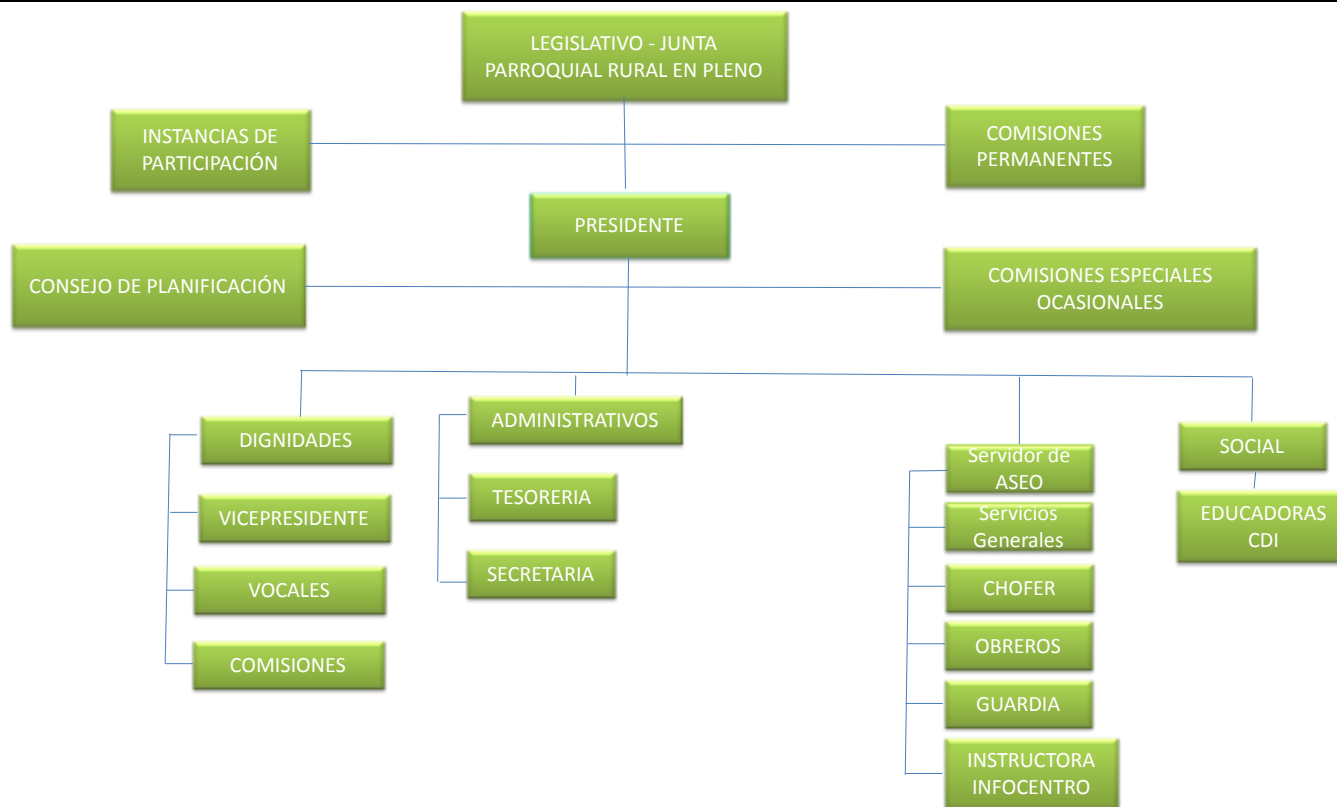 LEGISLATIVO - JUNTA
PARROQUIAL RURAL EN PLENO
INSTANCIAS DE
PARTICIPACIÓN
COMISIONES
PERMANENTES
PRESIDENTE
CONSEJO DE PLANIFICACIÓN
COMISIONES ESPECIALES
OCASIONALES
DIGNIDADES
VICEPRESIDENTE
VOCALES
COMISIONES
ADMINISTRATIVOS
TESORERIA
SECRETARIA
Servidor de
ASEO
Servicios
Generales
CHOFER
OBREROS
GUARDIA
INSTRUCTORA
INFOCENTRO
SOCIAL
EDUCADORAS
CDI